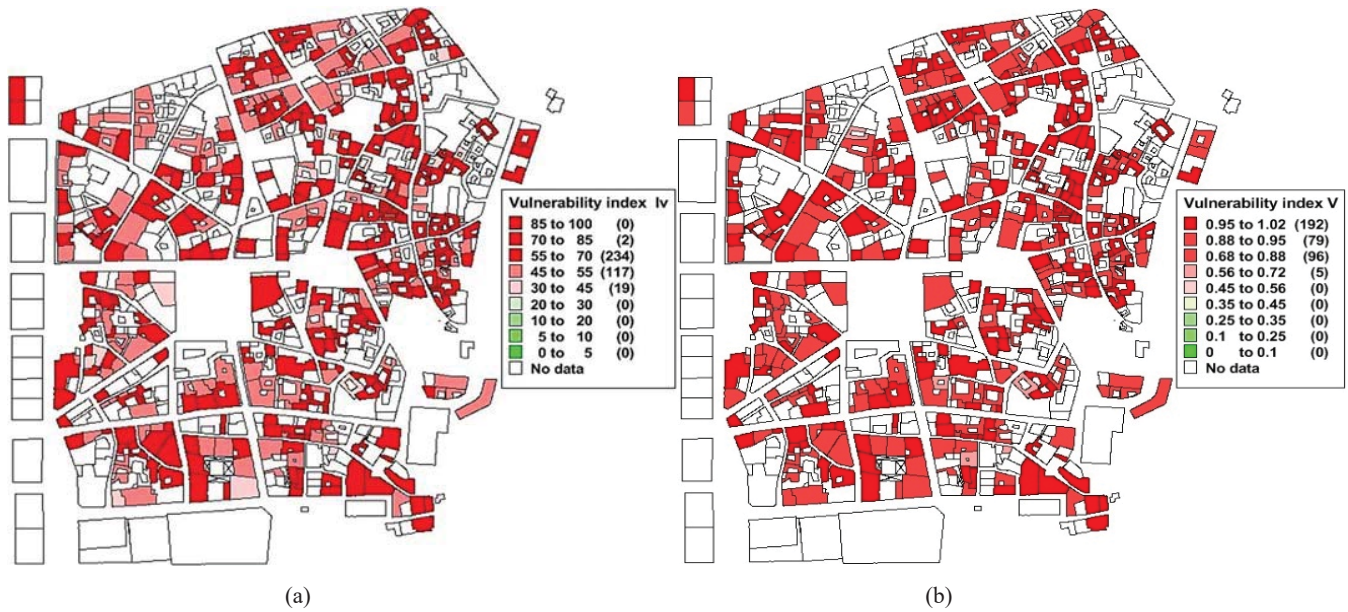 Vulnerability index Iv
85 to 100 (0)
70 to 85 (2)
55 to 70 (234)
45 to 55 (117)
30 to 45 (19)
20 to 30 (0)
10 to 20 (0)
5 to 10 (0)
0 to 5 (0)
No data
Vulnerability index V
0.95 to 1.02 (192)
0.88 to 0.95 (79)
0.68 to 0.88 (96)
0.56 to 0.72 (5)
0.45 to 0.56 (0)
0.35 to 0.45 (0)
0.25 to 0.35 (0)
0.1 to 0.25 (0)
0 to 0.1 (0)
No data
(a)
(b)